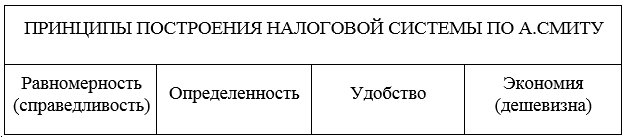 ПРИНЦИПЫ ПОСТРОЕНИЯ НАЛОГОВОЙ СИСТЕМЫ ПО А.СМИТУ
Равномерность
(справедливость)
Определенность
Удобство
Экономия
(дешевизна)